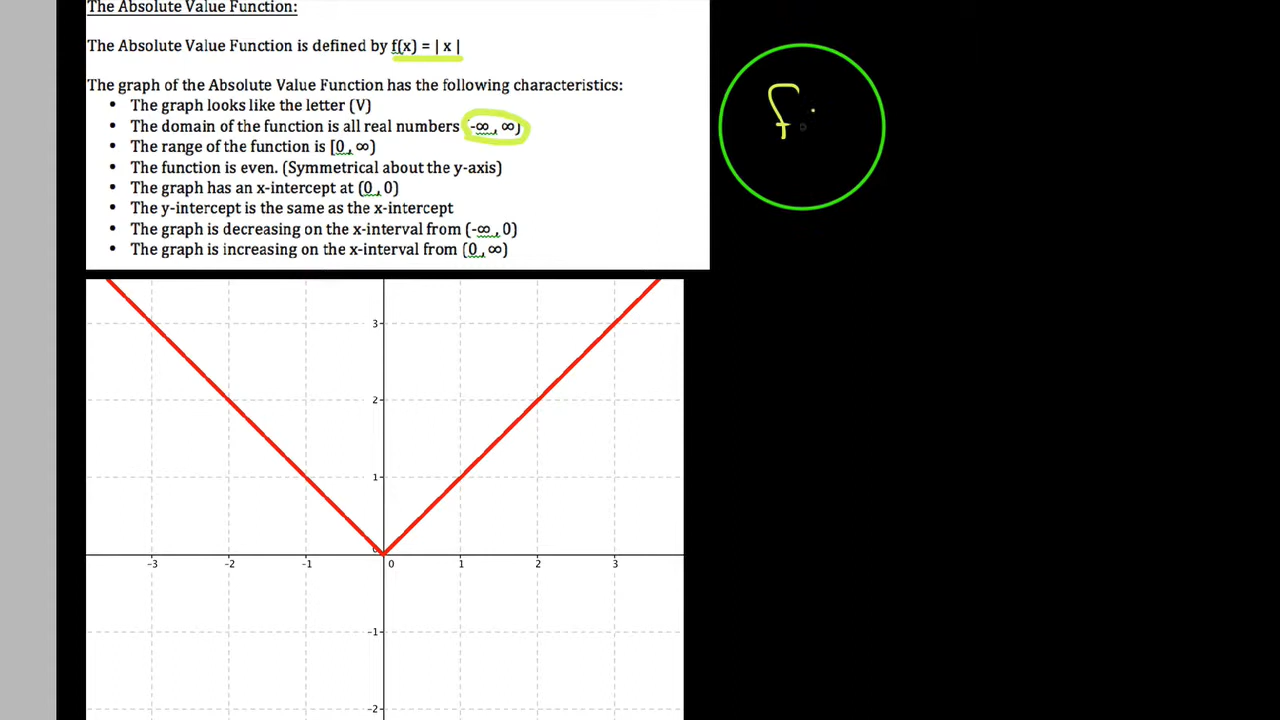 The Absolute Value Function:
The Absolute Value Function is defined by f(x) = | x |
The graph of the Absolute Value Function has the following characteristics:
• The graph looks like the letter (V)
• The domain of the function is all real numbers (-∞ , ∞)
• The range of the function is [0 , ∞)
• The function is even. (Symmetrical about the y-axis)
• The graph has an x-intercept at (0 , 0)
• The y-intercept is the same as the x-intercept
• The graph is decreasing on the x-interval from (-∞ , 0)
• The graph is increasing on the x-interval from (0 , ∞)
f
3
2
1
0
-3 -2 -1 0 1 2 3
-1
-2